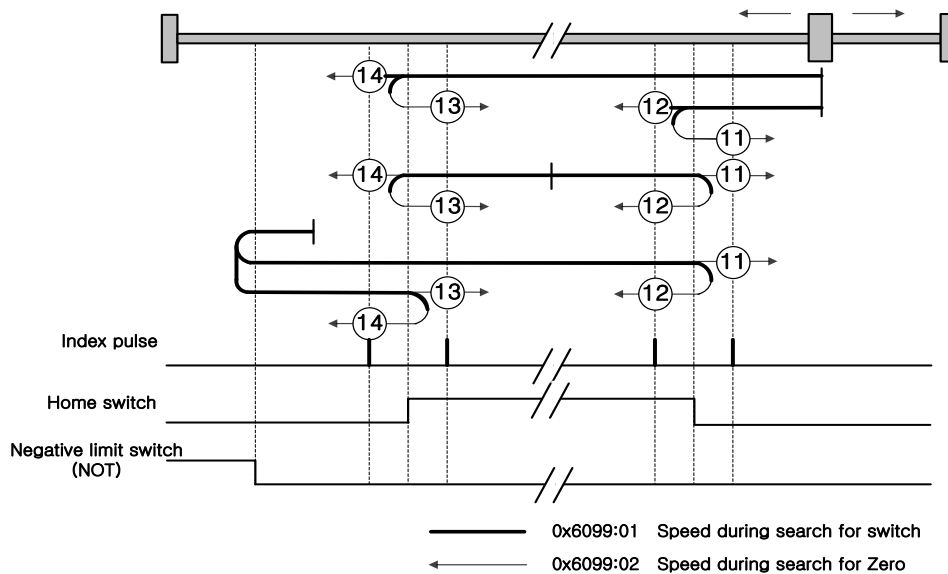 14
13
12
11
14
11
13
12
11
13
12
14
Index pulse
Home switch
Negative limit switch
(NOT)
0x6099:01 Speed during search for switch
0x6099:02 Speed during search for Zero